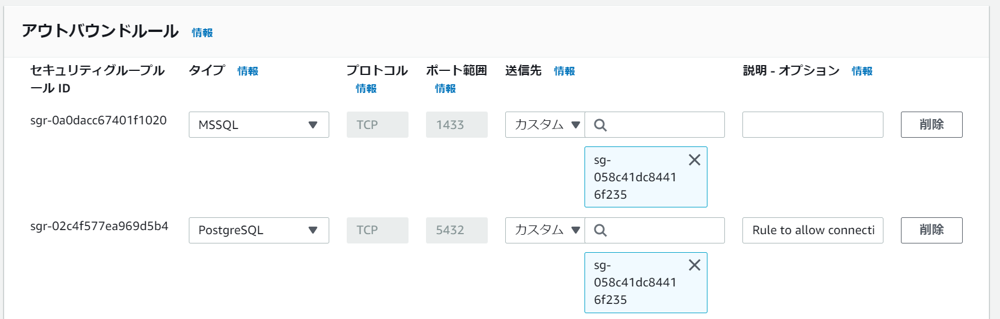 アウトバウンドルール 情報
セキュリティグループル
ール ID
タイプ 情報
プロトコル
情報
ポート範囲
情報
送信先 情報
説明 - オプション 情報
sgr-0a0dacc67401f1020
MSSQL
TCP
1433
カスタム
削除
sg-
058c41dc8441
6f235
sgr-02c4f577ea969d5b4
PostgreSQL
TCP
5432
カスタム
Rule to allow connecti
削除
sg-
058c41dc8441
6f235